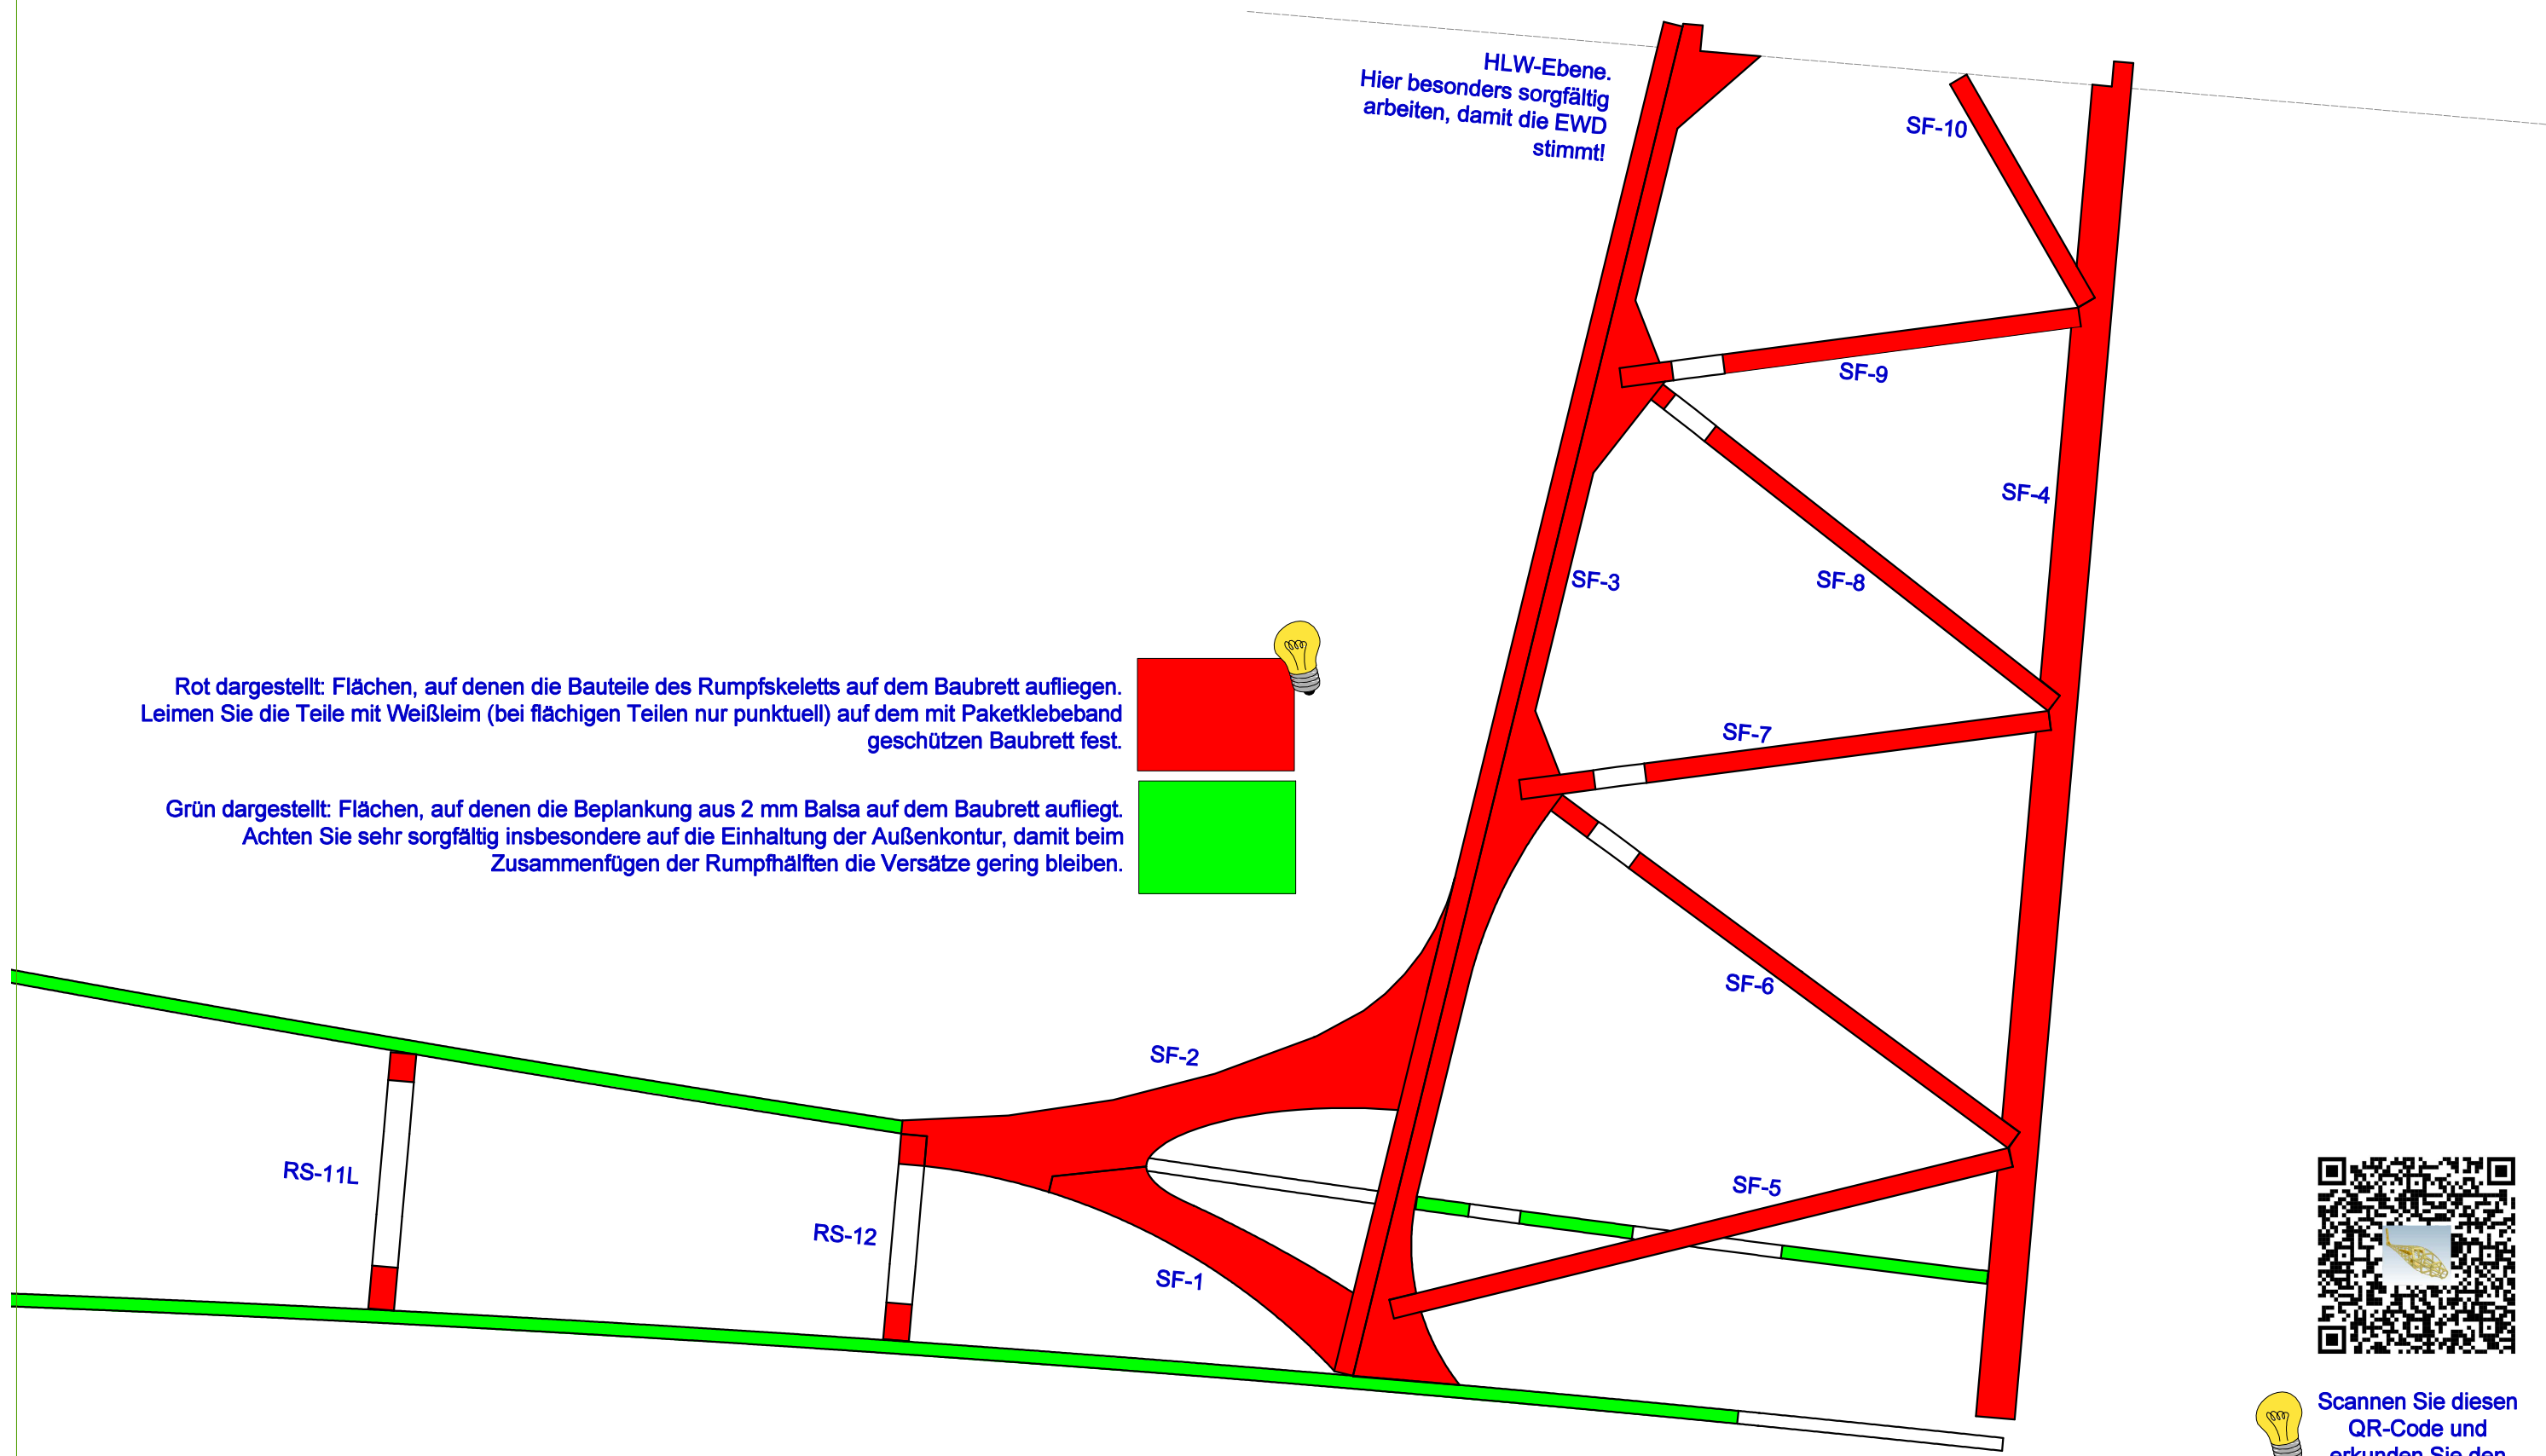 HLW-Ebene.
Hier besonders sorgfältig
arbeiten, damit die EWD
stimmt!
SF-10
SF-9
SF-4
SF-3
SF-8
Rot dargestellt: Flächen, auf denen die Bauteile des Rumpfskeletts auf dem Baubrett aufliegen.
Leimen Sie die Teile mit Weißleim (bei flächigen Teilen nur punktuell) auf dem mit Paketklebeband
geschützen Baubrett fest.
SF-7
Grün dargestellt: Flächen, auf denen die Beplankung aus 2 mm Balsa auf dem Baubrett aufliegt.
Achten Sie sehr sorgfältig insbesondere auf die Einhaltung der Außenkontur, damit beim
Zusammenfügen der Rumpfhälften die Versätze gering bleiben.
SF-6
SF-2
RS-11L
SF-5
RS-12
SF-1
Scannen Sie diesen
QR-Code und
erkunden Sie den